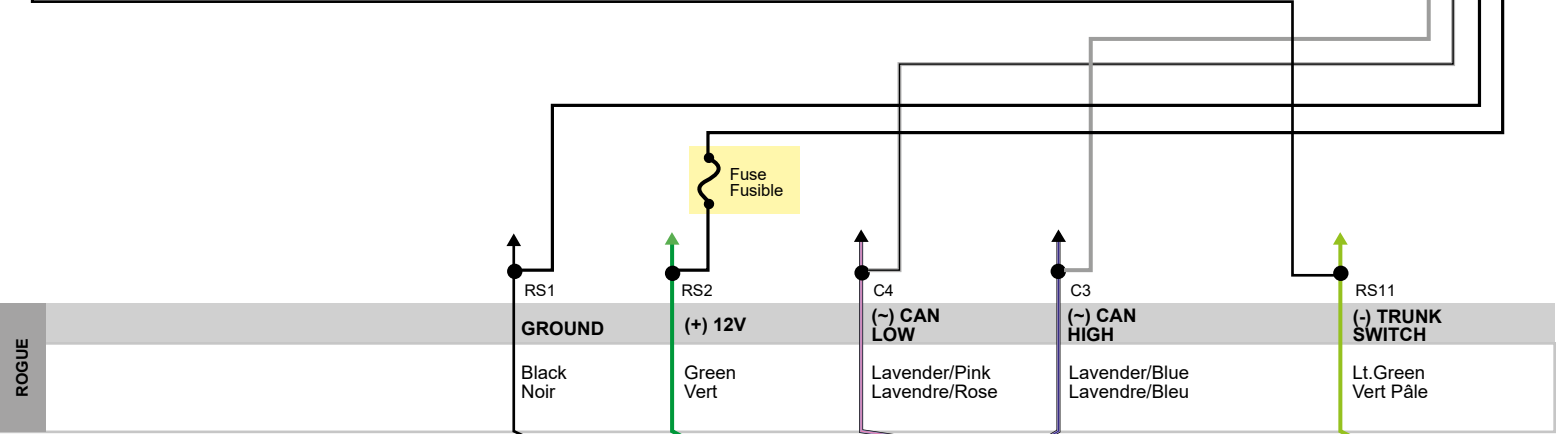 Fuse
Fusible
RS1
RS2
C4
C3
RS11
ROGUE
GROUND
(+) 12V
(~) CAN
LOW
(~) CAN
HIGH
(-) TRUNK
SWITCH
Black
Noir
Green
Vert
Lavender/Pink
Lavendre/Rose
Lavender/Blue
Lavendre/Bleu
Lt.Green
Vert Pâle